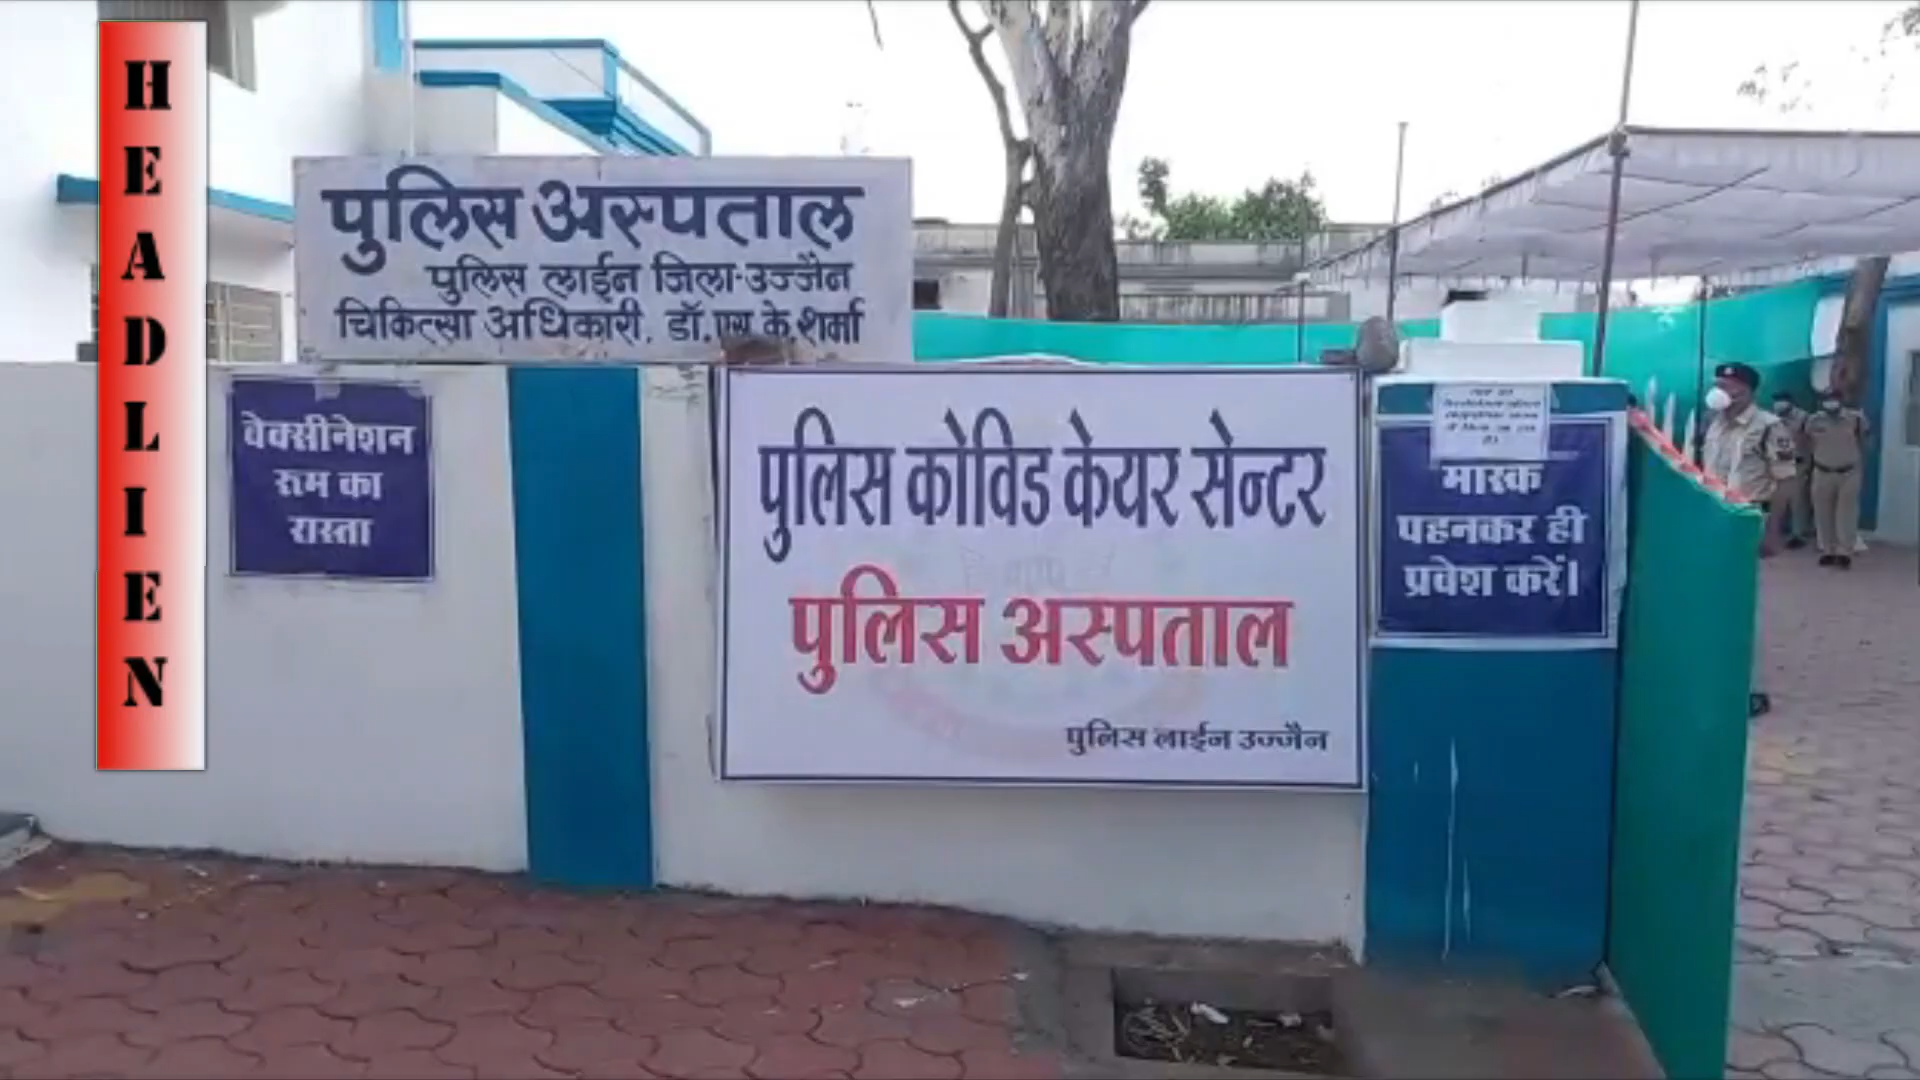 HEADLIEN
पुलिस अस्पताल
पुलिस लाईन जिला-उज्जैन
चिकित्सा अधिकारी. डॉ.एस.के.शर्मा
वेक्सीनेशन
रूम का
रास्ता
पुलिस कोविड केयर सेन्टर
पुलिस अस्पताल
पुलिस लाईन उज्जैन
मास्क
पहनकर ही
प्रवेश करें।